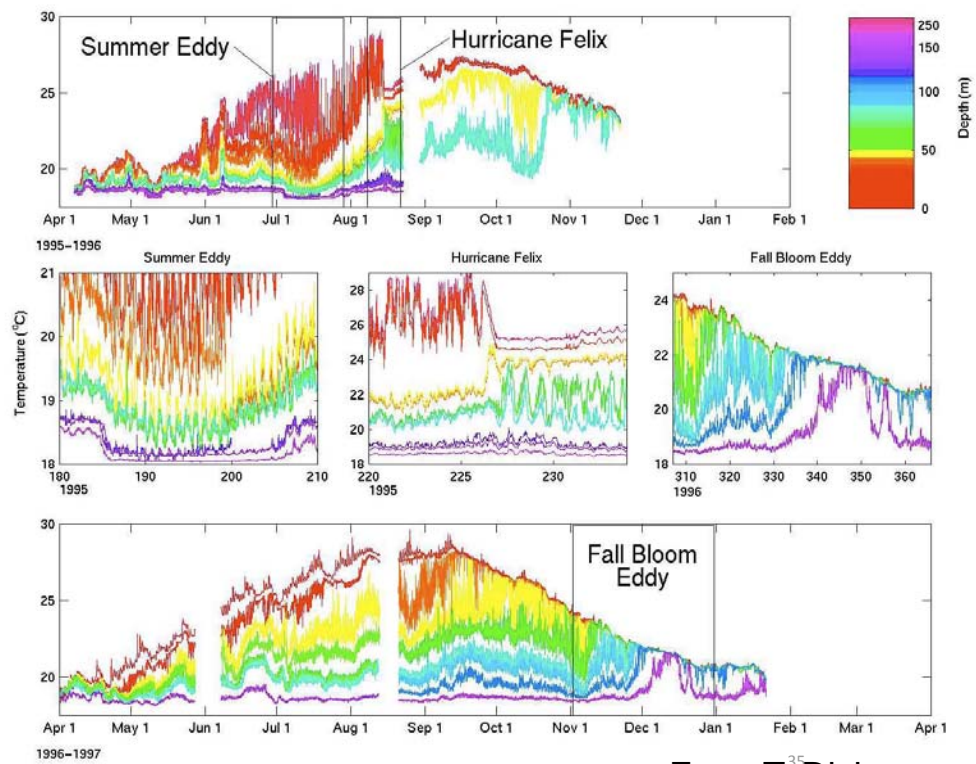 30
25
20
Summer Eddy
Hurricane Felix
Apr 1 May 1 Jun 1 Jul 1 Aug 1 Sep 1 Oct 1 Nov 1 Dec 1 Jan 1 Feb 1
1995-1996
250
150
100
50
0
Depth (m)
Summer Eddy
Temperature (°C)
21
20
19
18
180 190 200 210
1995
Hurricane Felix
28
26
24
22
20
18
220 225 230
1995
Fall Bloom Eddy
24
22
20
18
310 320 330 340 350 360
1996
30
25
20
Fall Bloom
Eddy
Apr 1 May 1 Jun 1 Jul 1 Aug 1 Sep 1 Oct 1 Nov 1 Dec 1 Jan 1 Feb 1 Mar 1 Apr 1
1996-1997
35